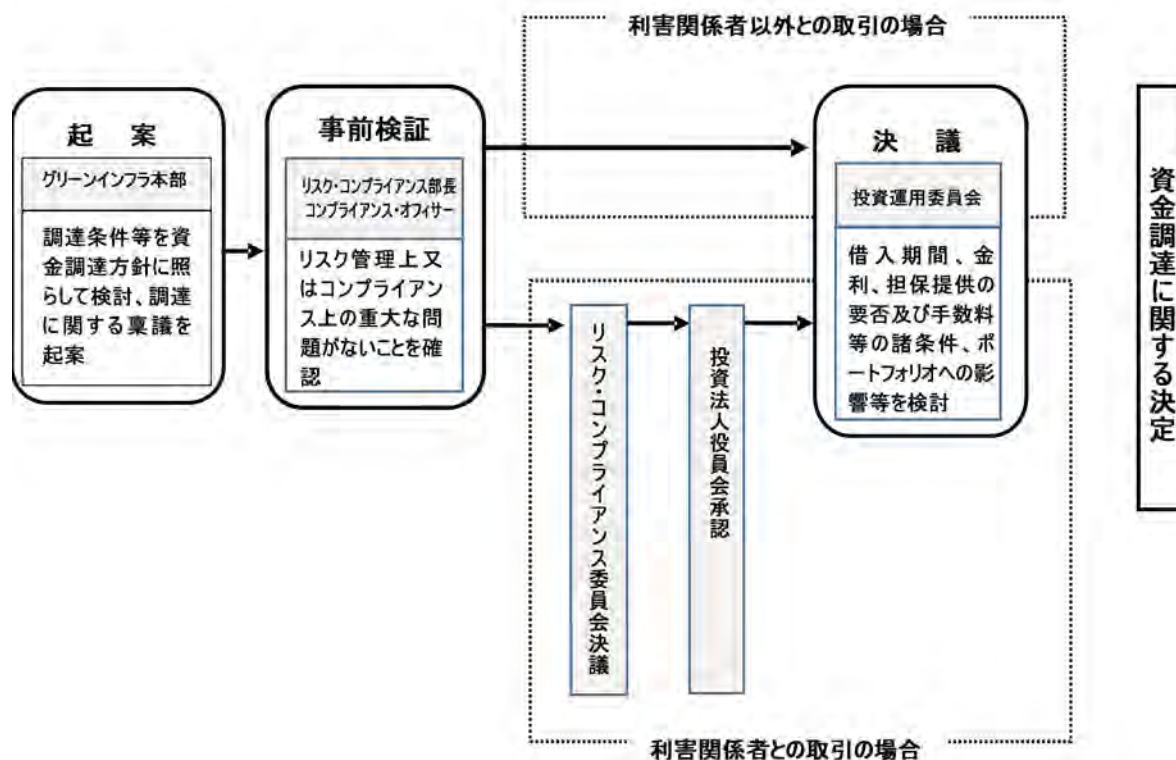 利害関係者以外との取引の場合
起　案
グリーンインフラ本部
調達条件等を資
金調達方針に照
らして検討、調達
に関する稟議を
起案
事前検証
リスク・コンプライアンス部長
コンプライアンス・オフィサー
リスク管理上又
はコンプライアン
ス上の重大な問
題がないことを確
認
リスク・コンプライアンス委員会決議
投資法人役員会承認
決　議
投資運用委員会
借入期間、金
利、担保提供の
要否及び手数料
等の諸条件、ポ
ートフォリオへの影
響等を検討
資金調達に関する決定
利害関係者との取引の場合